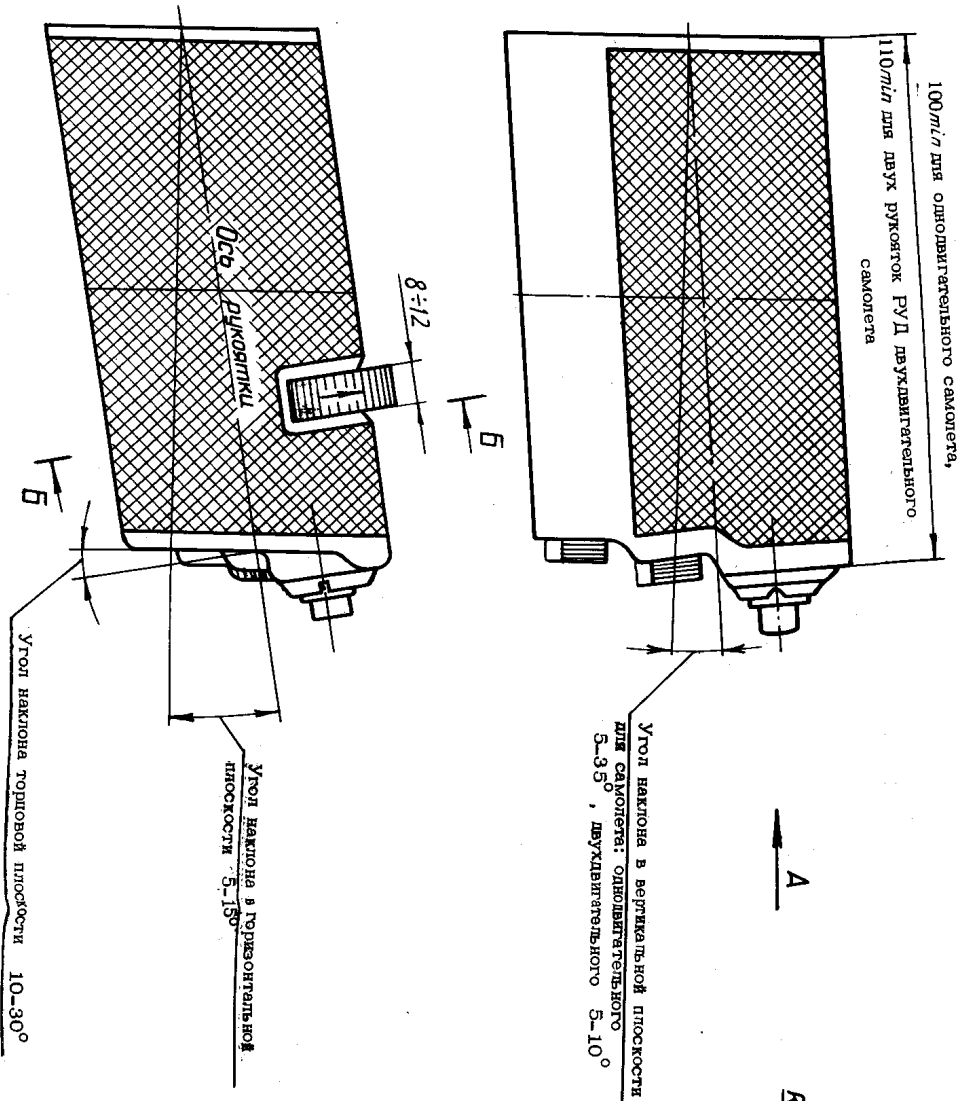 100min для однодвигательного самолета,
110min для двух рукояток РУД двухдвигательного
самолета
Угол наклона в вертикальной плоскости
для самолета: однодвигательного
5-35°, двухдвигательного 5-10°
А
8÷12
Б
Б
Ось рукоятки
Угол наклона в горизонтальной
плоскости 5-15°
Угол наклона торцовой плоскости 10-30°